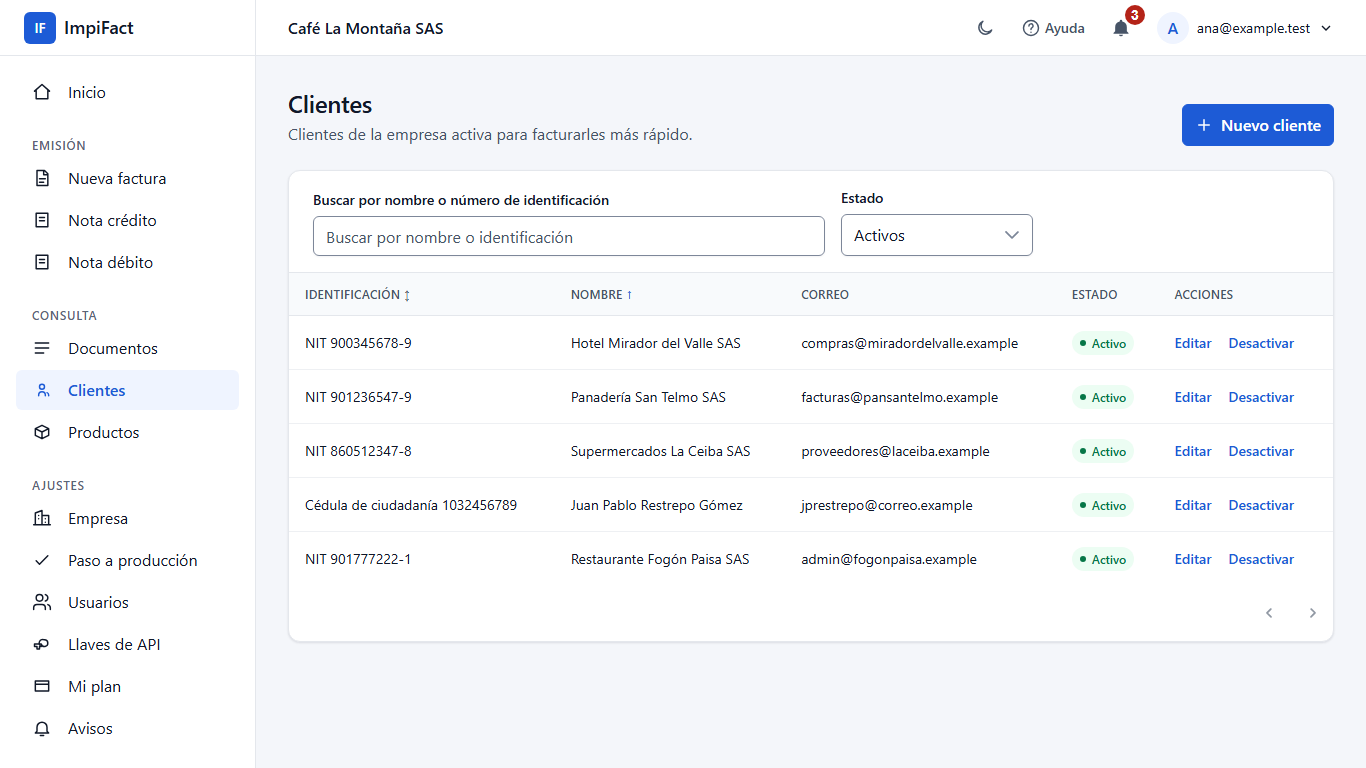 IF ImpiFact
Café La Montaña SAS
Ayuda
3
A
ana@example.test
Inicio
EMISIÓN
Nueva factura
Nota crédito
Nota débito
CONSULTA
Documentos
Clientes
Productos
AJUSTES
Empresa
Paso a producción
Usuarios
Llaves de API
Mi plan
Avisos
Clientes
Clientes de la empresa activa para facturarles más rápido.
+ Nuevo cliente
Buscar por nombre o número de identificación
Buscar por nombre o identificación
Estado
Activos
IDENTIFICACIÓN ↕ NOMBRE ↑ CORREO ESTADO ACCIONES
NIT 900345678-9 Hotel Mirador del Valle SAS compras@miradordelvalle.example Activo Editar Desactivar
NIT 901236547-9 Panadería San Telmo SAS facturas@pansantelmo.example Activo Editar Desactivar
NIT 860512347-8 Supermercados La Ceiba SAS proveedores@laceiba.example Activo Editar Desactivar
Cédula de ciudadanía 1032456789 Juan Pablo Restrepo Gómez jprestrepo@correo.example Activo Editar Desactivar
NIT 901777222-1 Restaurante Fogón Paisa SAS admin@fogonpaisa.example Activo Editar Desactivar